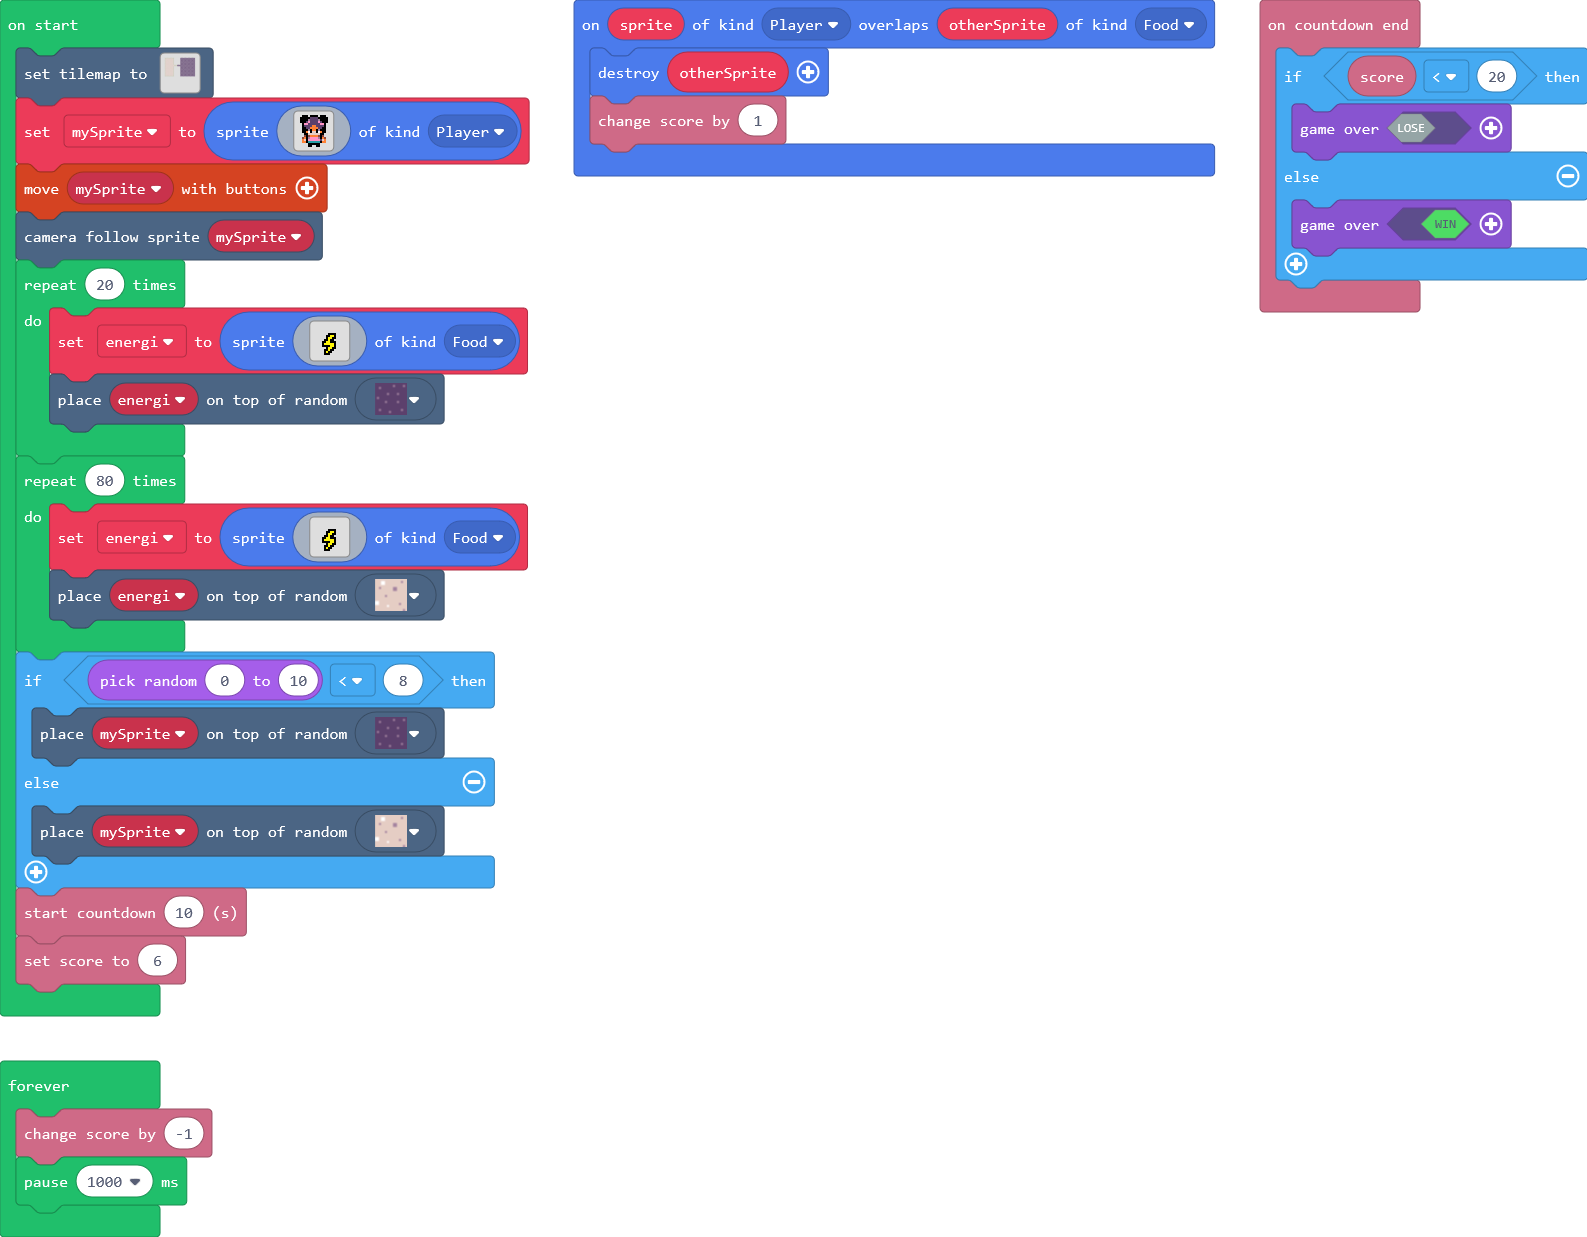 on start
set tilemap to
set mySprite to sprite of kind Player
move mySprite with buttons
camera follow sprite mySprite
repeat 20 times
do
set energi to sprite of kind Food
place energi on top of random
repeat 80 times
do
set energi to sprite of kind Food
place energi on top of random
if pick random 0 to 10 < 8 then
place mySprite on top of random
else
place mySprite on top of random
start countdown 10 (s)
set score to 6
forever
change score by -1
pause 1000 ms
on sprite of kind Player overlaps otherSprite of kind Food
destroy otherSprite
change score by 1
on countdown end
if score < 20 then
game over LOSE
else
game over WIN